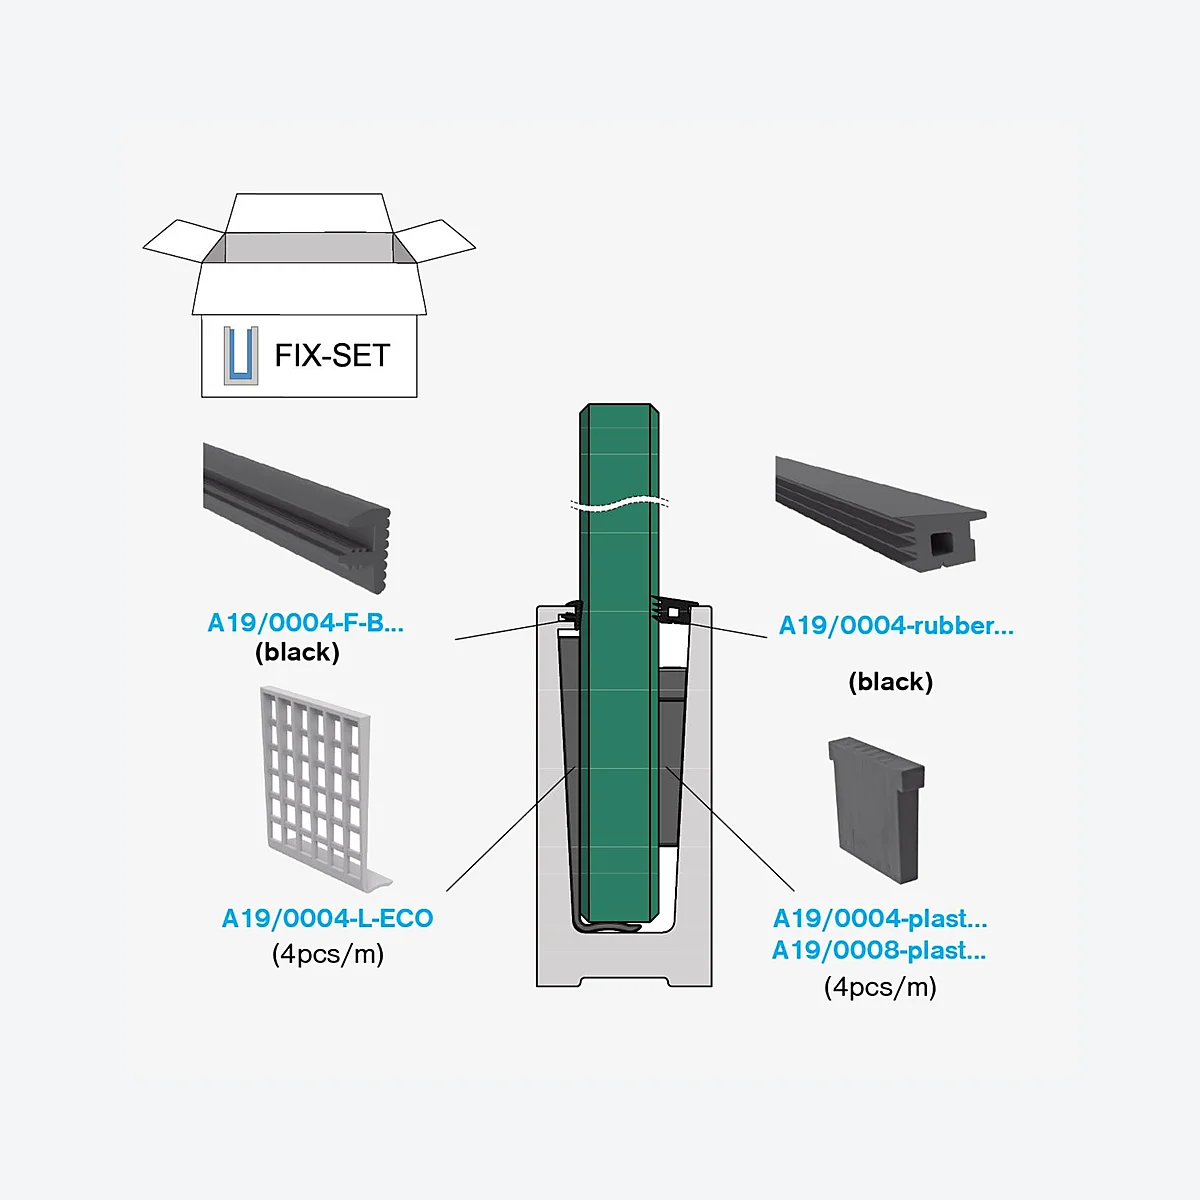 FIX-SET
A19/0004-F-B...
(black)
A19/0004-rubber...
(black)
A19/0004-L-ECO
(4pcs/m)
A19/0004-plast...
A19/0008-plast...
(4pcs/m)